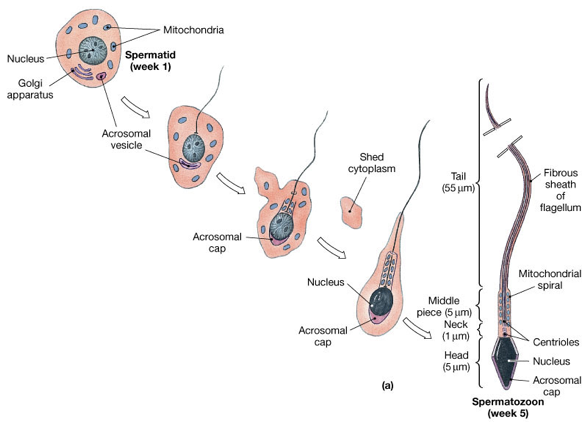 Mitochondria
Nucleus
Spermatid
(week 1)
Golgi
apparatus
Acrosomal
vesicle
Shed
cytoplasm
Tail
(55 µm)
Fibrous
sheath
of
flagellum
Acrosomal
cap
Mitochondrial
spiral
Nucleus
Middle
piece (5 µm)
Neck
(1 µm)
Centrioles
Acrosomal
cap
Head
(5 µm)
Nucleus
Acrosomal
cap
(a)
Spermatozoon
(week 5)